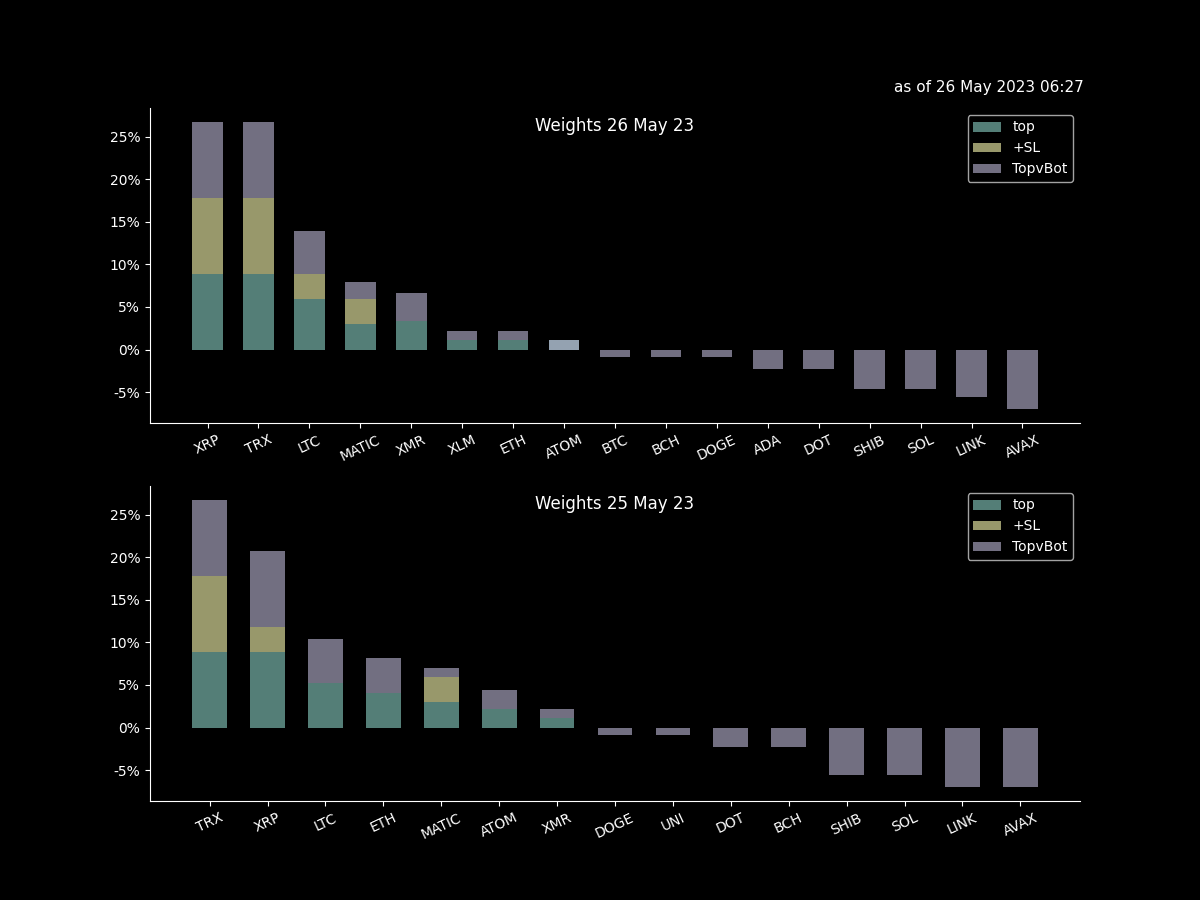 as of 26 May 2023 06:27
Weights 26 May 23
top
+SL
TopvBot
25%
20%
15%
10%
5%
0%
-5%
XRP TRX LTC MATIC XMR XLM ETH ATOM BTC BCH DOGE ADA DOT SHIB SOL LINK AVAX
Weights 25 May 23
top
+SL
TopvBot
25%
20%
15%
10%
5%
0%
-5%
TRX XRP LTC ETH MATIC ATOM XMR DOGE UNI DOT BCH SHIB SOL LINK AVAX